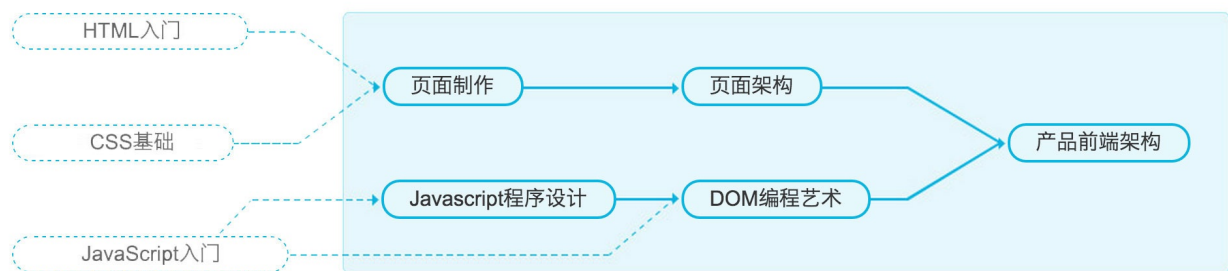 HTML入门
页面制作
页面架构
CSS基础
产品前端架构
Javascript程序设计
DOM编程艺术
JavaScript入门